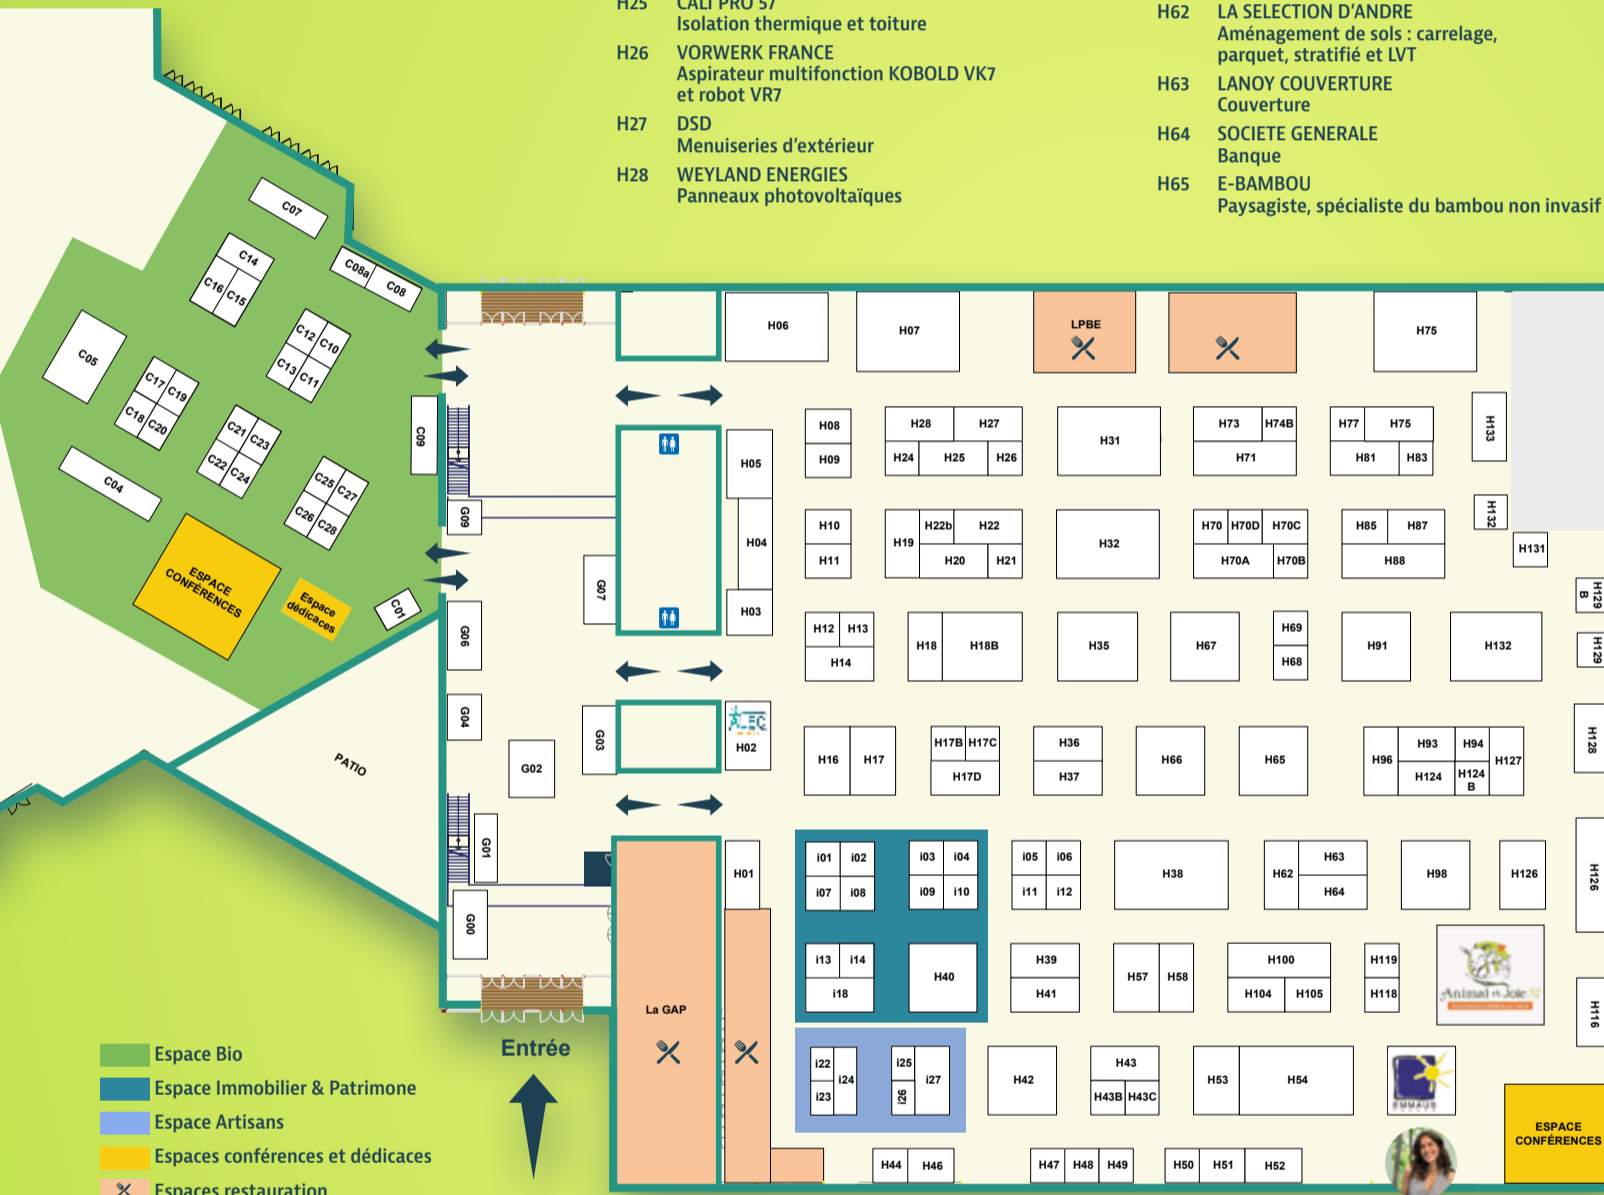 H25 CALI PRO 57
Isolation thermique et toiture
H26 VORWERK FRANCE
Aspirateur multifonction KOBOLD VK7
et robot VR7
H27 DSD
Menuiseries d'extérieur
H28 WEYLAND ENERGIES
Panneaux photovoltaïques
H62 LA SELECTION D'ANDRE
Aménagement de sols : carrelage,
parquet, stratifié et LVT
H63 LANOY COUVERTURE
Couverture
H64 SOCIETE GENERALE
Banque
H65 E-BAMBOU
Paysagiste, spécialiste du bambou non invasif
C07
C14
C16 C15
C08a C08
C12 C10
C13 C11
C05
C17 C19
C18 C20
C21 C23
C22 C24
C09
C04
C25 C27
C26 C28
ESPACE
CONFÉRENCES
Espace
dédicaces
C01
PATIO
G09
G07
G06
G04
G03
G02
G01
G00
H06
H07
LPBE
H75
H05
H04
H03
ALEC
H02
H01
H08
H09
H28 H27
H24 H25 H26
H31
H73 H74B
H71
H77 H75
H81 H83
H133
H10
H11
H19 H22b H22
H20 H21
H32
H70 H70D H70C
H70A H70B
H85 H87
H88
H132
H131
H12 H13
H14
H18 H18B
H35
H67
H69
H68
H91
H132
H129
B
H129
H16 H17
H17B H17C
H17D
H36
H37
H66
H65
H96 H93 H94 H127
H124 H124
B
H128
i01 i02
i07 i08
i03 i04
i09 i10
i05 i06
i11 i12
H38
H62 H63
H64
H98
H126
H126
i13 i14
i18
H40
H39
H41
H57 H58
H100
H104 H105
H119
H118
Animal et Joie 57
H116
La GAP
i22 i24
i23
i25 i27
i26
H42
H43
H43B H43C
H53 H54
EMMAUS
ESPACE
CONFÉRENCES
H44 H46
H47 H48 H49
H50 H51 H52
Entrée
Espace Bio
Espace Immobilier & Patrimone
Espace Artisans
Espaces conférences et dédicaces
Espaces restauration